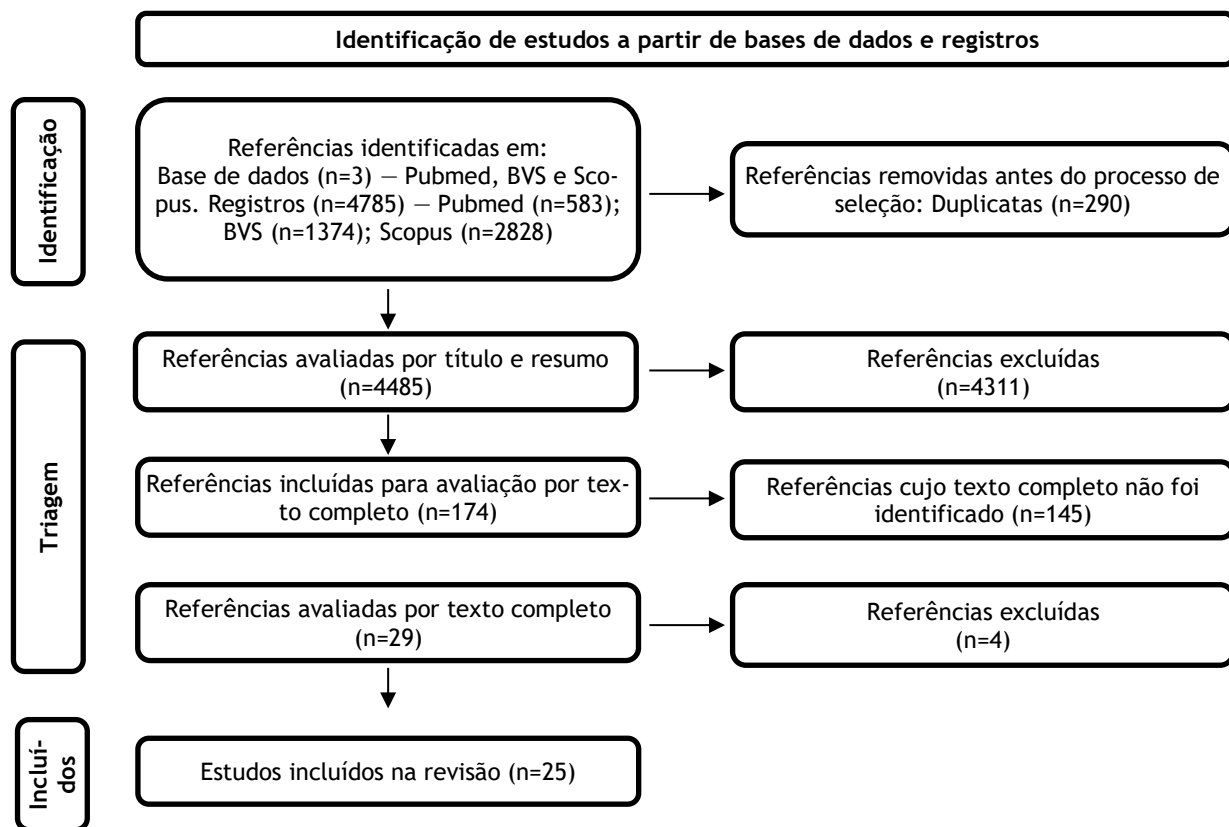 Identificação de estudos a partir de bases de dados e registros
Identificação
Referências identificadas em:
Base de dados (n=3) — Pubmed, BVS e Sco-
pus. Registros (n=4785) — Pubmed (n=583);
BVS (n=1374); Scopus (n=2828)
Referências removidas antes do processo de
seleção: Duplicatas (n=290)
Triagem
Referências avaliadas por título e resumo
(n=4485)
Referências excluídas
(n=4311)
Referências incluídas para avaliação por tex-
to completo (n=174)
Referências cujo texto completo não foi
identificado (n=145)
Referências avaliadas por texto completo
(n=29)
Referências excluídas
(n=4)
Incluí-
dos
Estudos incluídos na revisão (n=25)